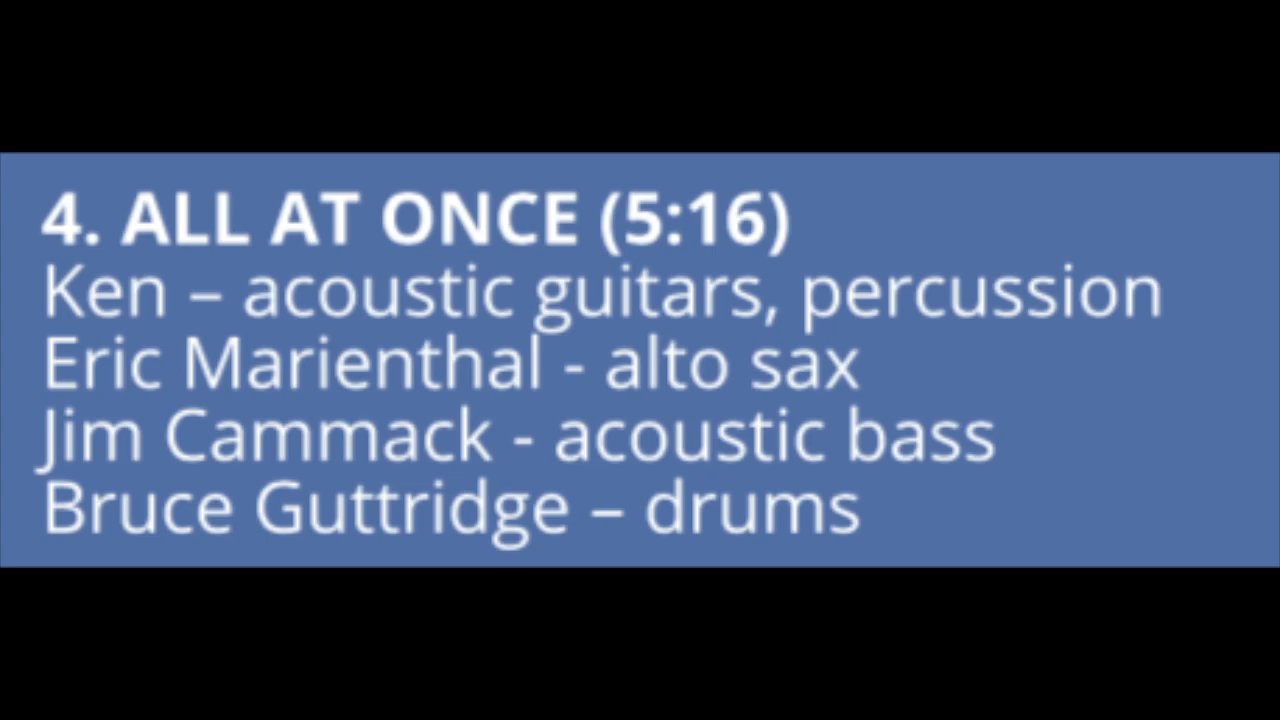 4. ALL AT ONCE (5:16)
Ken – acoustic guitars, percussion
Eric Marienthal - alto sax
Jim Cammack - acoustic bass
Bruce Guttridge – drums